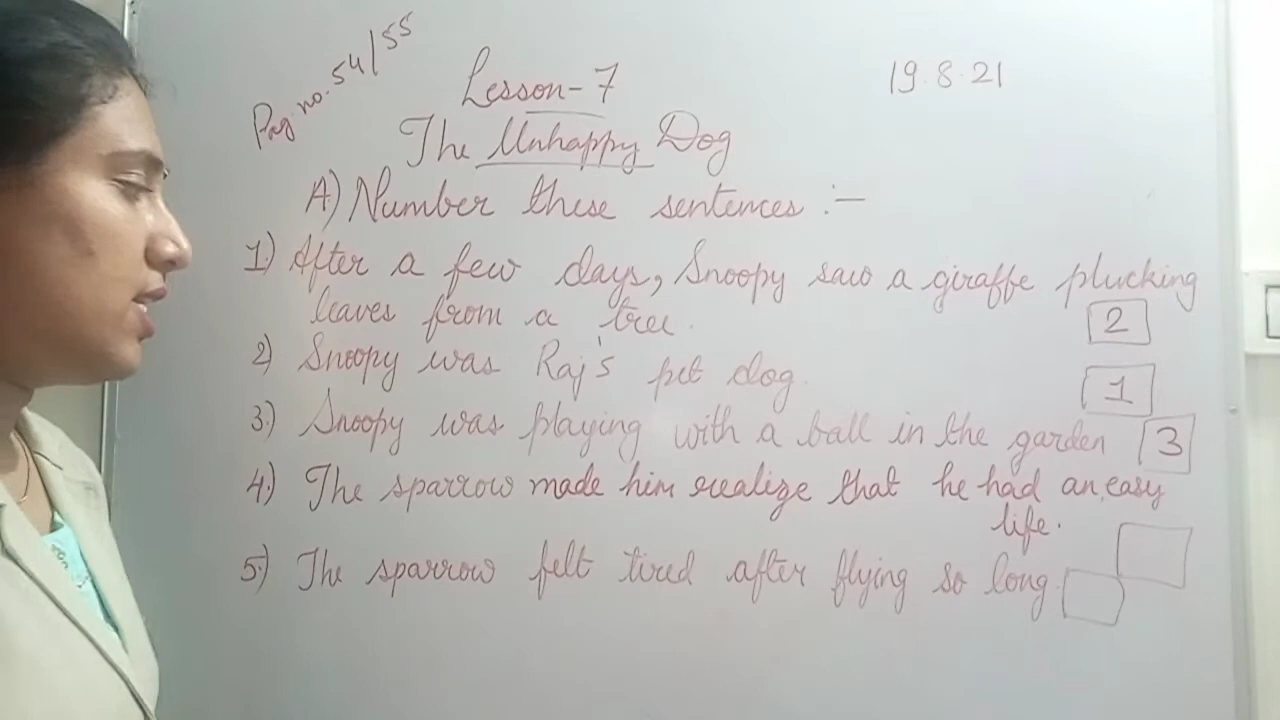 Pag. no. 54/55
Lesson-7
19.8.21
The Unhappy Dog
A) Number these sentences :-
1) After a few days, Snoopy saw a giraffe plucking
leaves from a tree.
2
2) Snoopy was Raj's pet dog.
1
3.) Snoopy was playing with a ball in the garden 3
4.) The sparrow made him realize that he had an easy
life.
5.) The sparrow felt tired after flying so long.